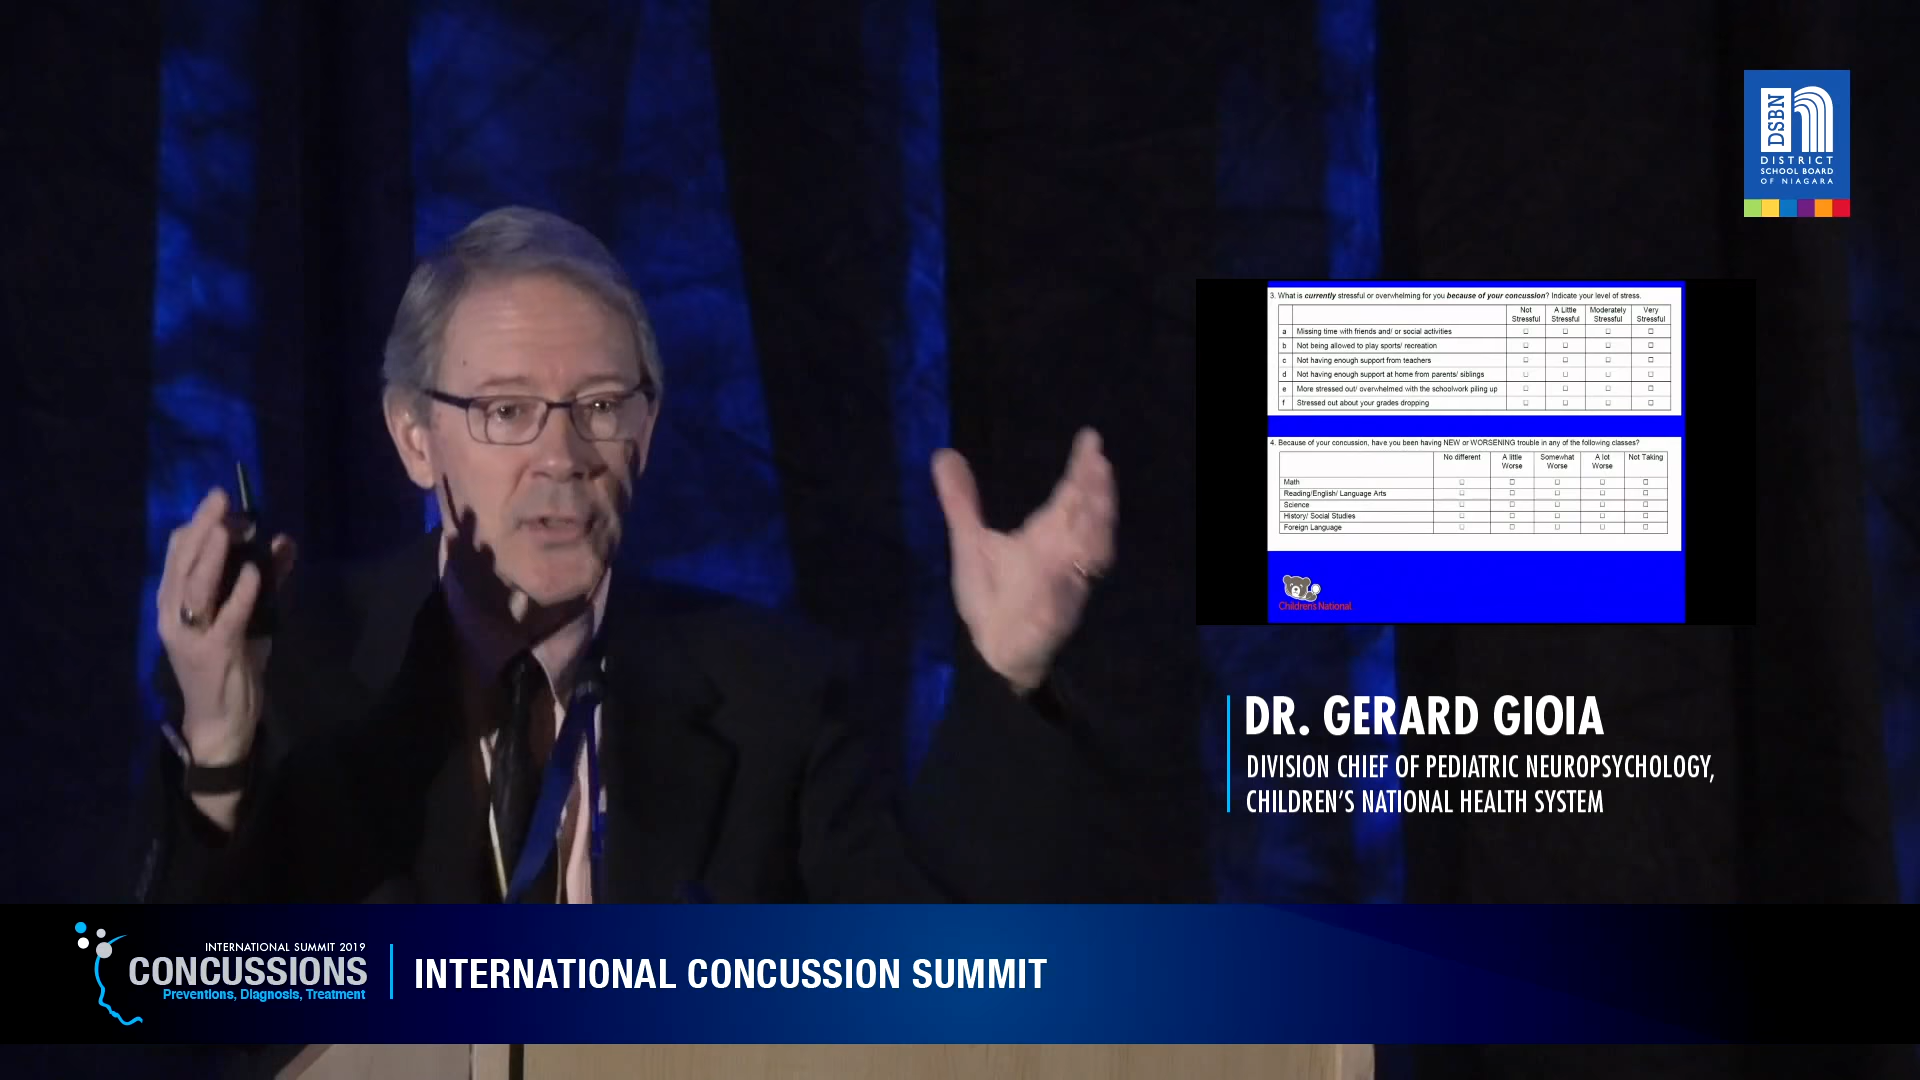 DSBN
DISTRICT
SCHOOL BOARD
OF NIAGARA
3. What is currently stressful or overwhelming for you because of your concussion? Indicate your level of stress.
Not Stressful A Little Stressful Moderately Stressful Very Stressful
a Missing time with friends and/ or social activities
b Not being allowed to play sports/ recreation
c Not having enough support from teachers
d Not having enough support at home from parents/ siblings
e More stressed out/ overwhelmed with the schoolwork piling up
f Stressed out about your grades dropping
4. Because of your concussion, have you been having NEW or WORSENING trouble in any of the following classes?
No different A little Worse Somewhat Worse A lot Worse Not Taking
Math
Reading/English/ Language Arts
Science
History/ Social Studies
Foreign Language
Children's National
DR. GERARD GIOIA
DIVISION CHIEF OF PEDIATRIC NEUROPSYCHOLOGY,
CHILDREN'S NATIONAL HEALTH SYSTEM
INTERNATIONAL SUMMIT 2019
CONCUSSIONS
Preventions, Diagnosis, Treatment
INTERNATIONAL CONCUSSION SUMMIT